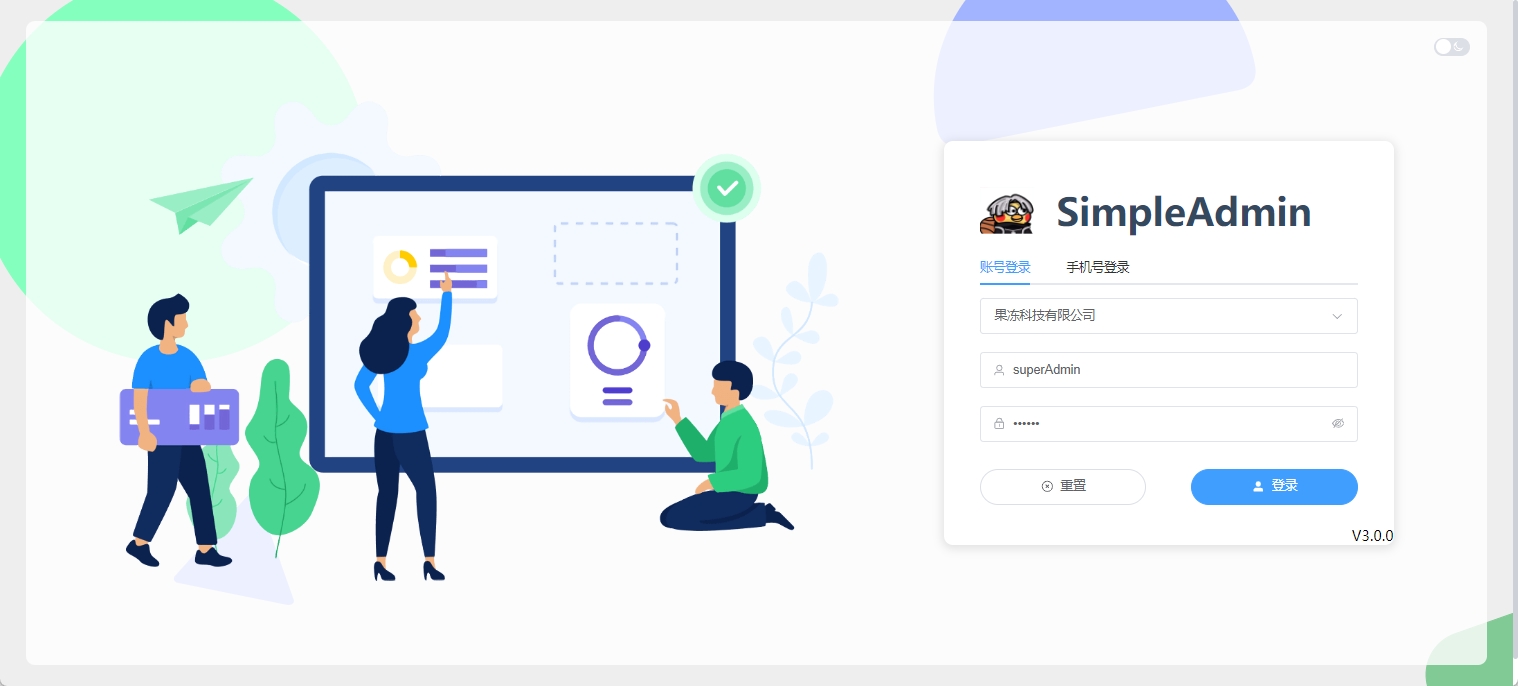 SimpleAdmin
账号登录 手机号登录
果冻科技有限公司
superAdmin
••••••
重置 登录
V3.0.0